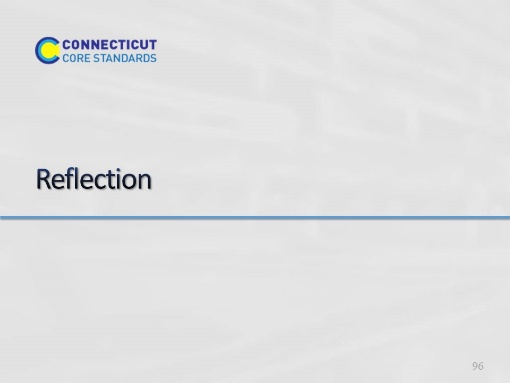 CONNECTICUT
CORE STANDARDS
Reflection
96